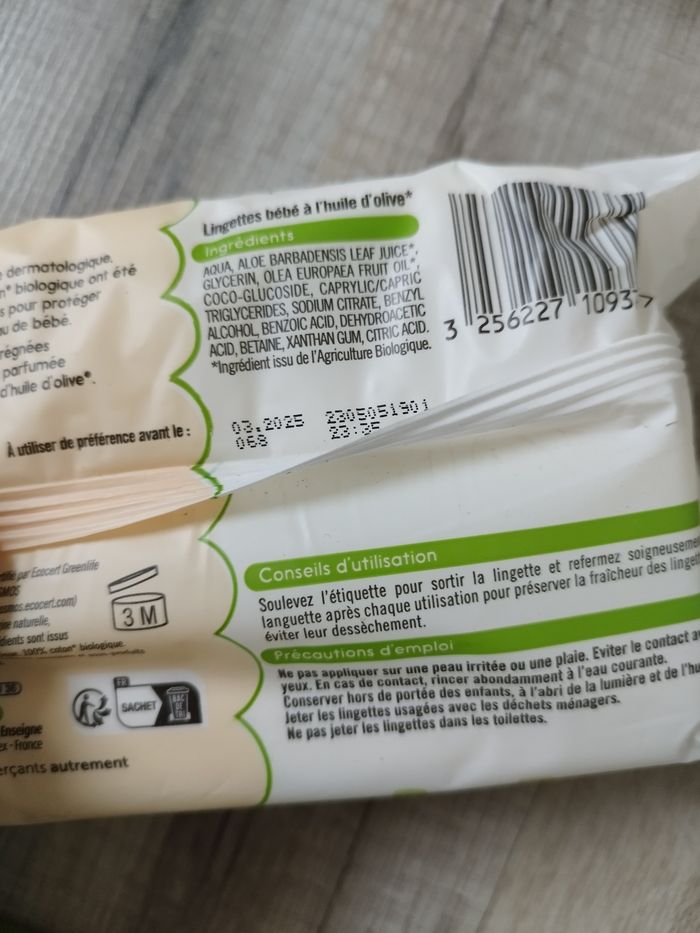 dermatologique.
biologique ont été
pour protéger
de bébé.
parfumée
d'huile d'olive*.
À utiliser de préférence avant le :
Lingettes bébé à l'huile d'olive*
Ingrédients
AQUA, ALOE BARBADENSIS LEAF JUICE*,
GLYCERIN, OLEA EUROPAEA FRUIT OIL*,
COCO-GLUCOSIDE, CAPRYLIC/CAPRIC
TRIGLYCERIDES, SODIUM CITRATE, BENZYL
ALCOHOL, BENZOIC ACID, DEHYDROACETIC
ACID, BETAINE, XANTHAN GUM, CITRIC ACID.
*Ingrédient issu de l'Agriculture Biologique.
3 256227 1093
03.2025 2305051901
068 23:35
par Ecocert Greenlife
naturelle,
sont issus
100% coton* biologique.
3 M
FR
SACHET
BAC DE TRI
Enseigne
France
autrement
Conseils d'utilisation
Soulevez l'étiquette pour sortir la lingette et refermez
languette après chaque utilisation pour préserver la fraîcheur des
éviter leur dessèchement.
Précautions d'emploi
Ne pas appliquer sur une peau irritée ou une plaie. Eviter le contact
yeux. En cas de contact, rincer abondamment à l'eau courante.
Conserver hors de portée des enfants, à l'abri de la lumière et de
Jeter les lingettes usagées avec les déchets ménagers.
Ne pas jeter les lingettes dans les toilettes.